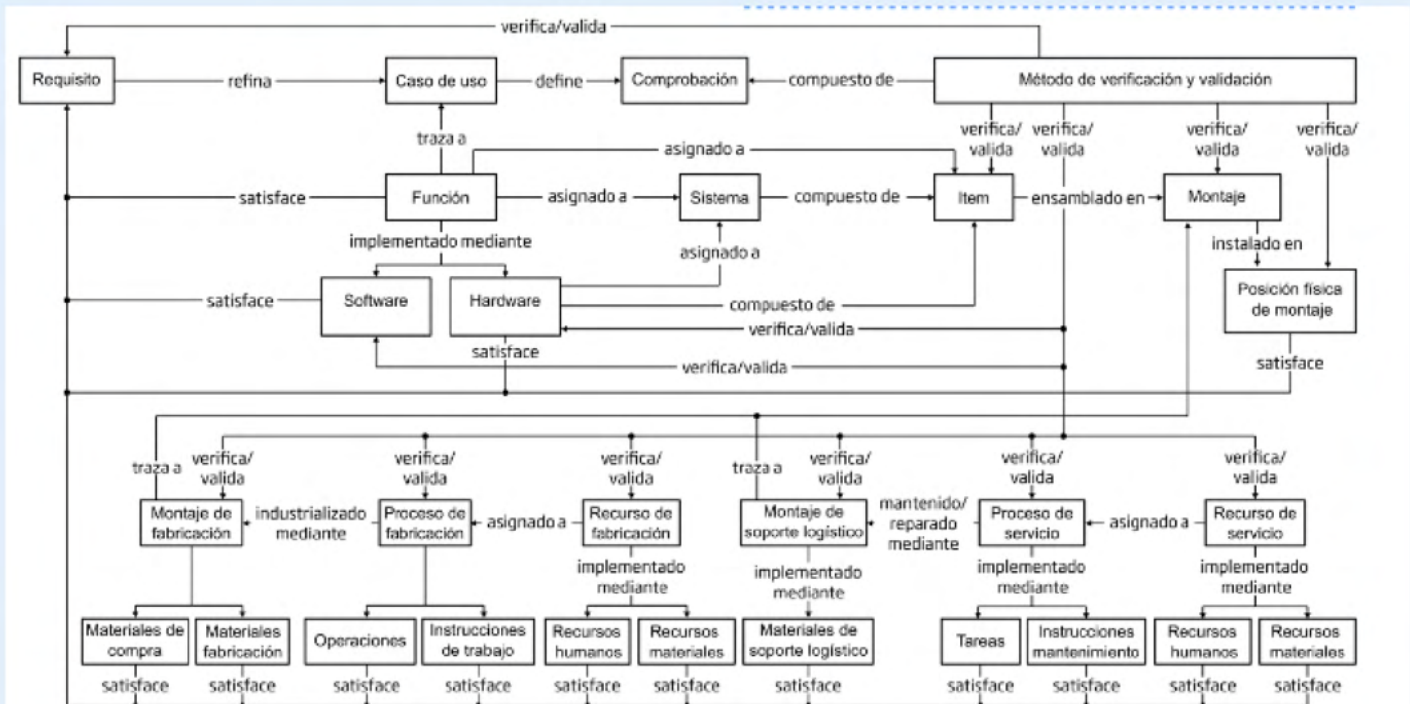 verifica/valida
Requisito
refina
Caso de uso
define
Comprobación
compuesto de
Método de verificación y validación
traza a
verifica/
valida
verifica/
valida
verifica/
valida
verifica/
valida
asignado a
satisface
Función
asignado a
Sistema
compuesto de
Item
ensamblado en
Montaje
implementado mediante
asignado a
instalado en
satisface
Software
Hardware
compuesto de
Posición física
de montaje
verifica/valida
satisface
verifica/valida
satisface
traza a
verifica/
valida
verifica/
valida
verifica/
valida
traza a
verifica/
valida
verifica/
valida
verifica/
valida
Montaje de
fabricación
industrializado
mediante
Proceso de
fabricación
asignado a
Recurso de
fabricación
Montaje de
soporte logístico
mantenido/
reparado
mediante
Proceso de
servicio
asignado a
Recurso de
servicio
implementado
mediante
implementado
mediante
implementado
mediante
implementado
mediante
Materiales de
compra
Materiales
fabricación
Operaciones
Instrucciones
de trabajo
Recursos
humanos
Recursos
materiales
Materiales de
soporte logístico
Tareas
Instrucciones
mantenimiento
Recursos
humanos
Recursos
materiales
satisface
satisface
satisface
satisface
satisface
satisface
satisface
satisface
satisface
satisface
satisface